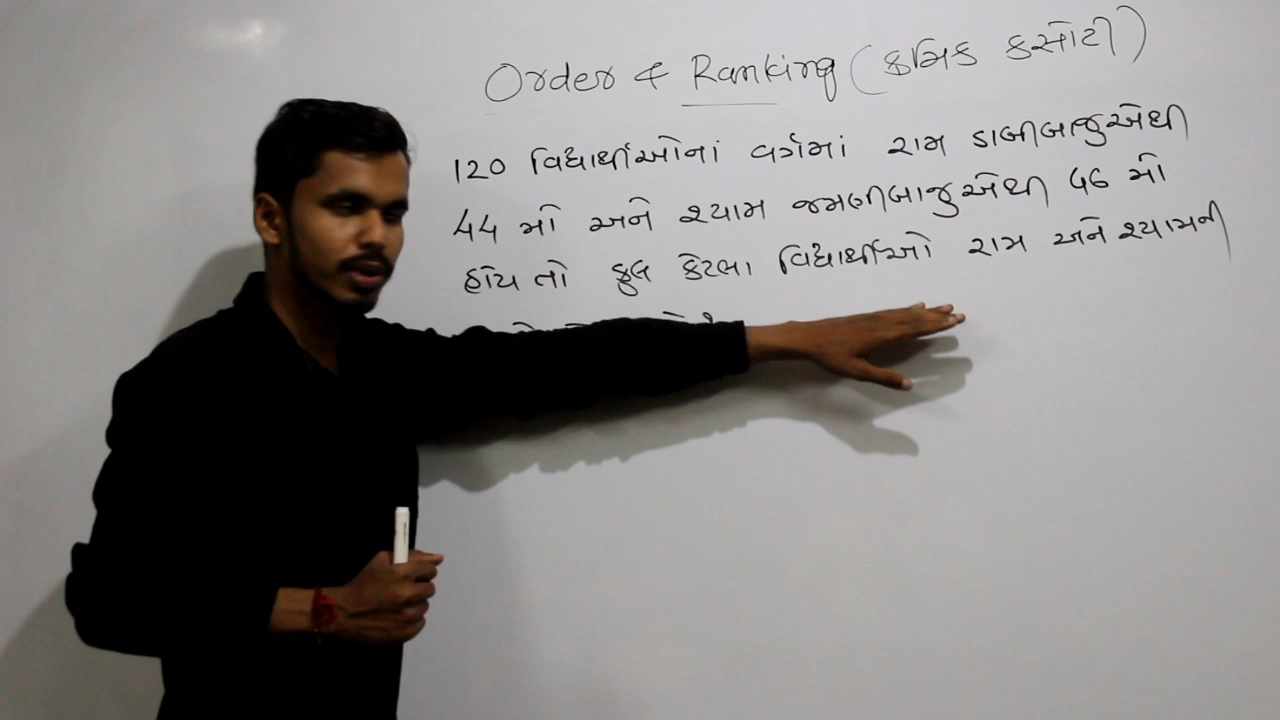 Order & Ranking (ક્રમિક કસોટી)
120 વિદ્યાર્થીઓનાં વર્ગમાં રામ ડાબીબાજુએથી
44 મો અને શ્યામ જમણીબાજુએથી 46 મો
હોય તો કુલ કેટલા વિદ્યાર્થીઓ રામ અને શ્યામની